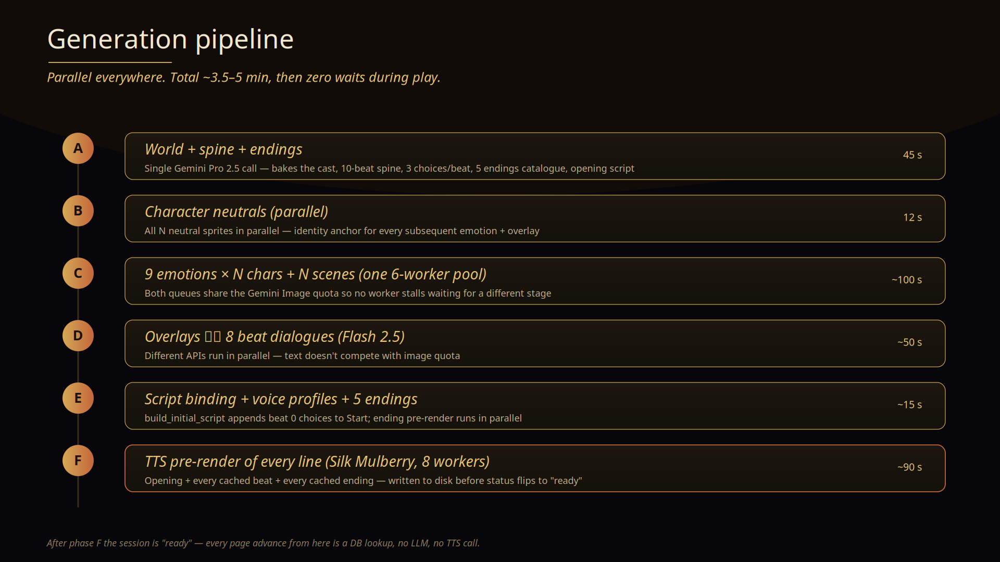 Generation pipeline
Parallel everywhere. Total ~3.5–5 min, then zero waits during play.
A
World + spine + endings
45 s
Single Gemini Pro 2.5 call — bakes the cast, 10-beat spine, 3 choices/beat, 5 endings catalogue, opening script
B
Character neutrals (parallel)
12 s
All N neutral sprites in parallel — identity anchor for every subsequent emotion + overlay
C
9 emotions × N chars + N scenes (one 6-worker pool)
~100 s
Both queues share the Gemini Image quota so no worker stalls waiting for a different stage
D
Overlays 8 beat dialogues (Flash 2.5)
~50 s
Different APIs run in parallel — text doesn't compete with image quota
E
Script binding + voice profiles + 5 endings
~15 s
build_initial_script appends beat 0 choices to Start; ending pre-render runs in parallel
F
TTS pre-render of every line (Silk Mulberry, 8 workers)
~90 s
Opening + every cached beat + every cached ending — written to disk before status flips to "ready"
After phase F the session is "ready" — every page advance from here is a DB lookup, no LLM, no TTS call.